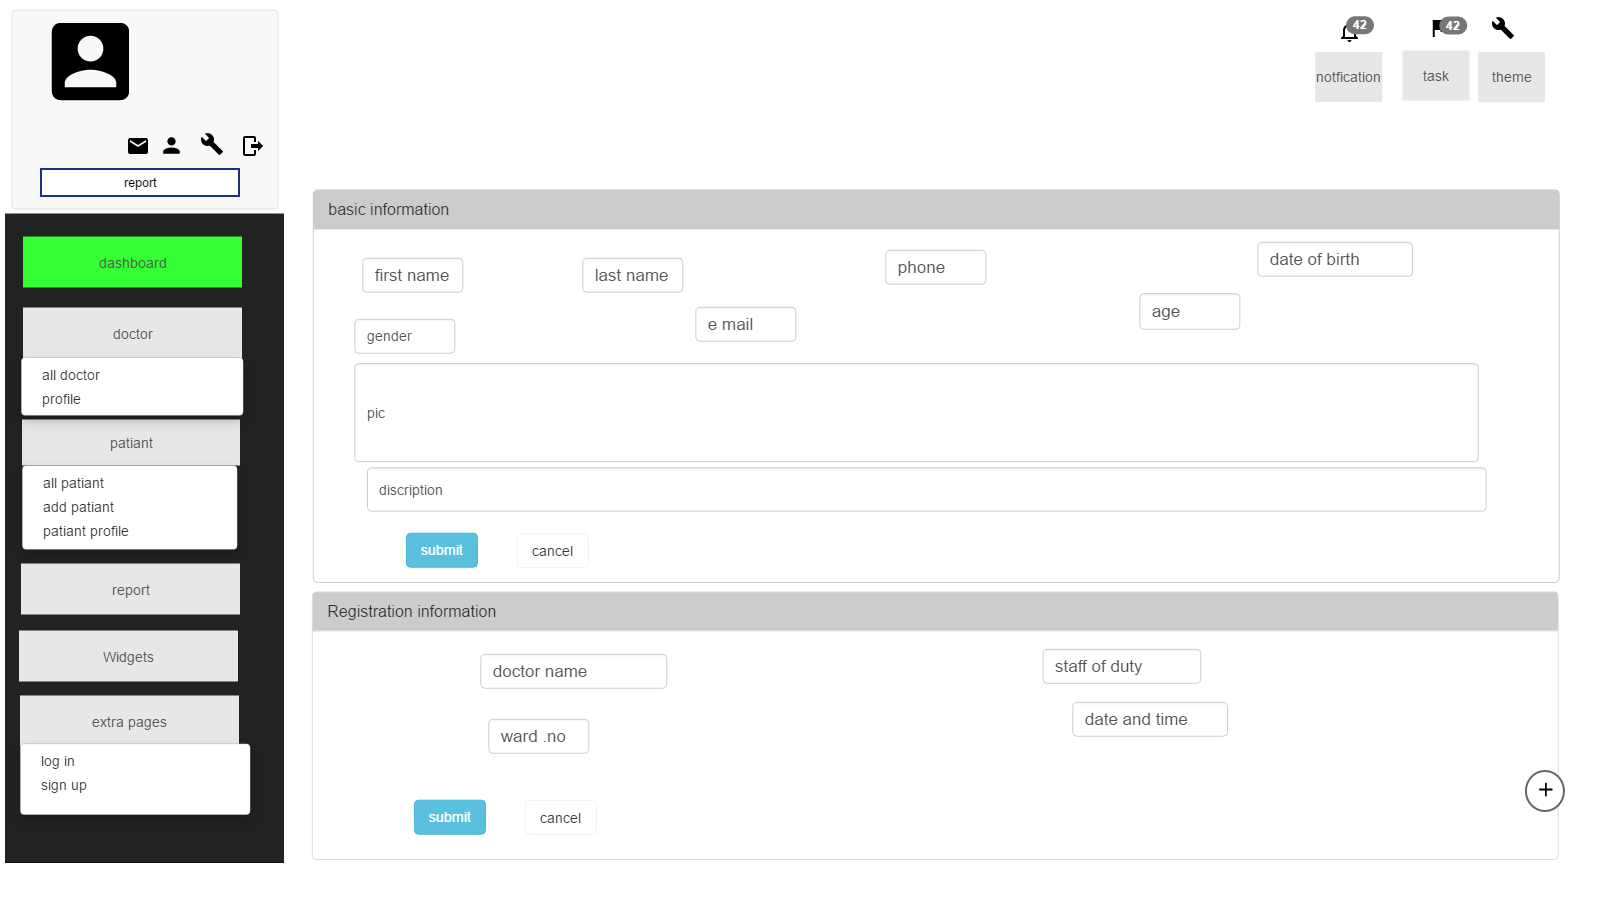 42
42
notfication
task
theme
report
dashboard
doctor
all doctor
profile
patiant
all patiant
add patiant
patiant profile
report
Widgets
extra pages
log in
sign up
basic information
first name
last name
phone
date of birth
gender
e mail
age
pic
discription
submit
cancel
Registration information
doctor name
staff of duty
ward .no
date and time
submit
cancel
+